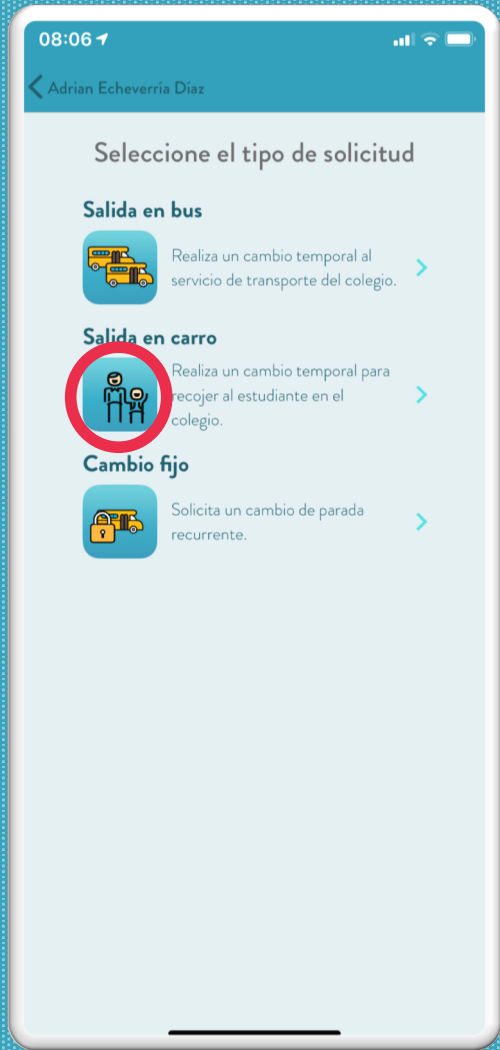 08:06
Adrian Echeverría Díaz
Seleccione el tipo de solicitud
Salida en bus
Realiza un cambio temporal al
servicio de transporte del colegio.
Salida en carro
Realiza un cambio temporal para
recojer al estudiante en el
colegio.
Cambio fijo
Solicita un cambio de parada
recurrente.